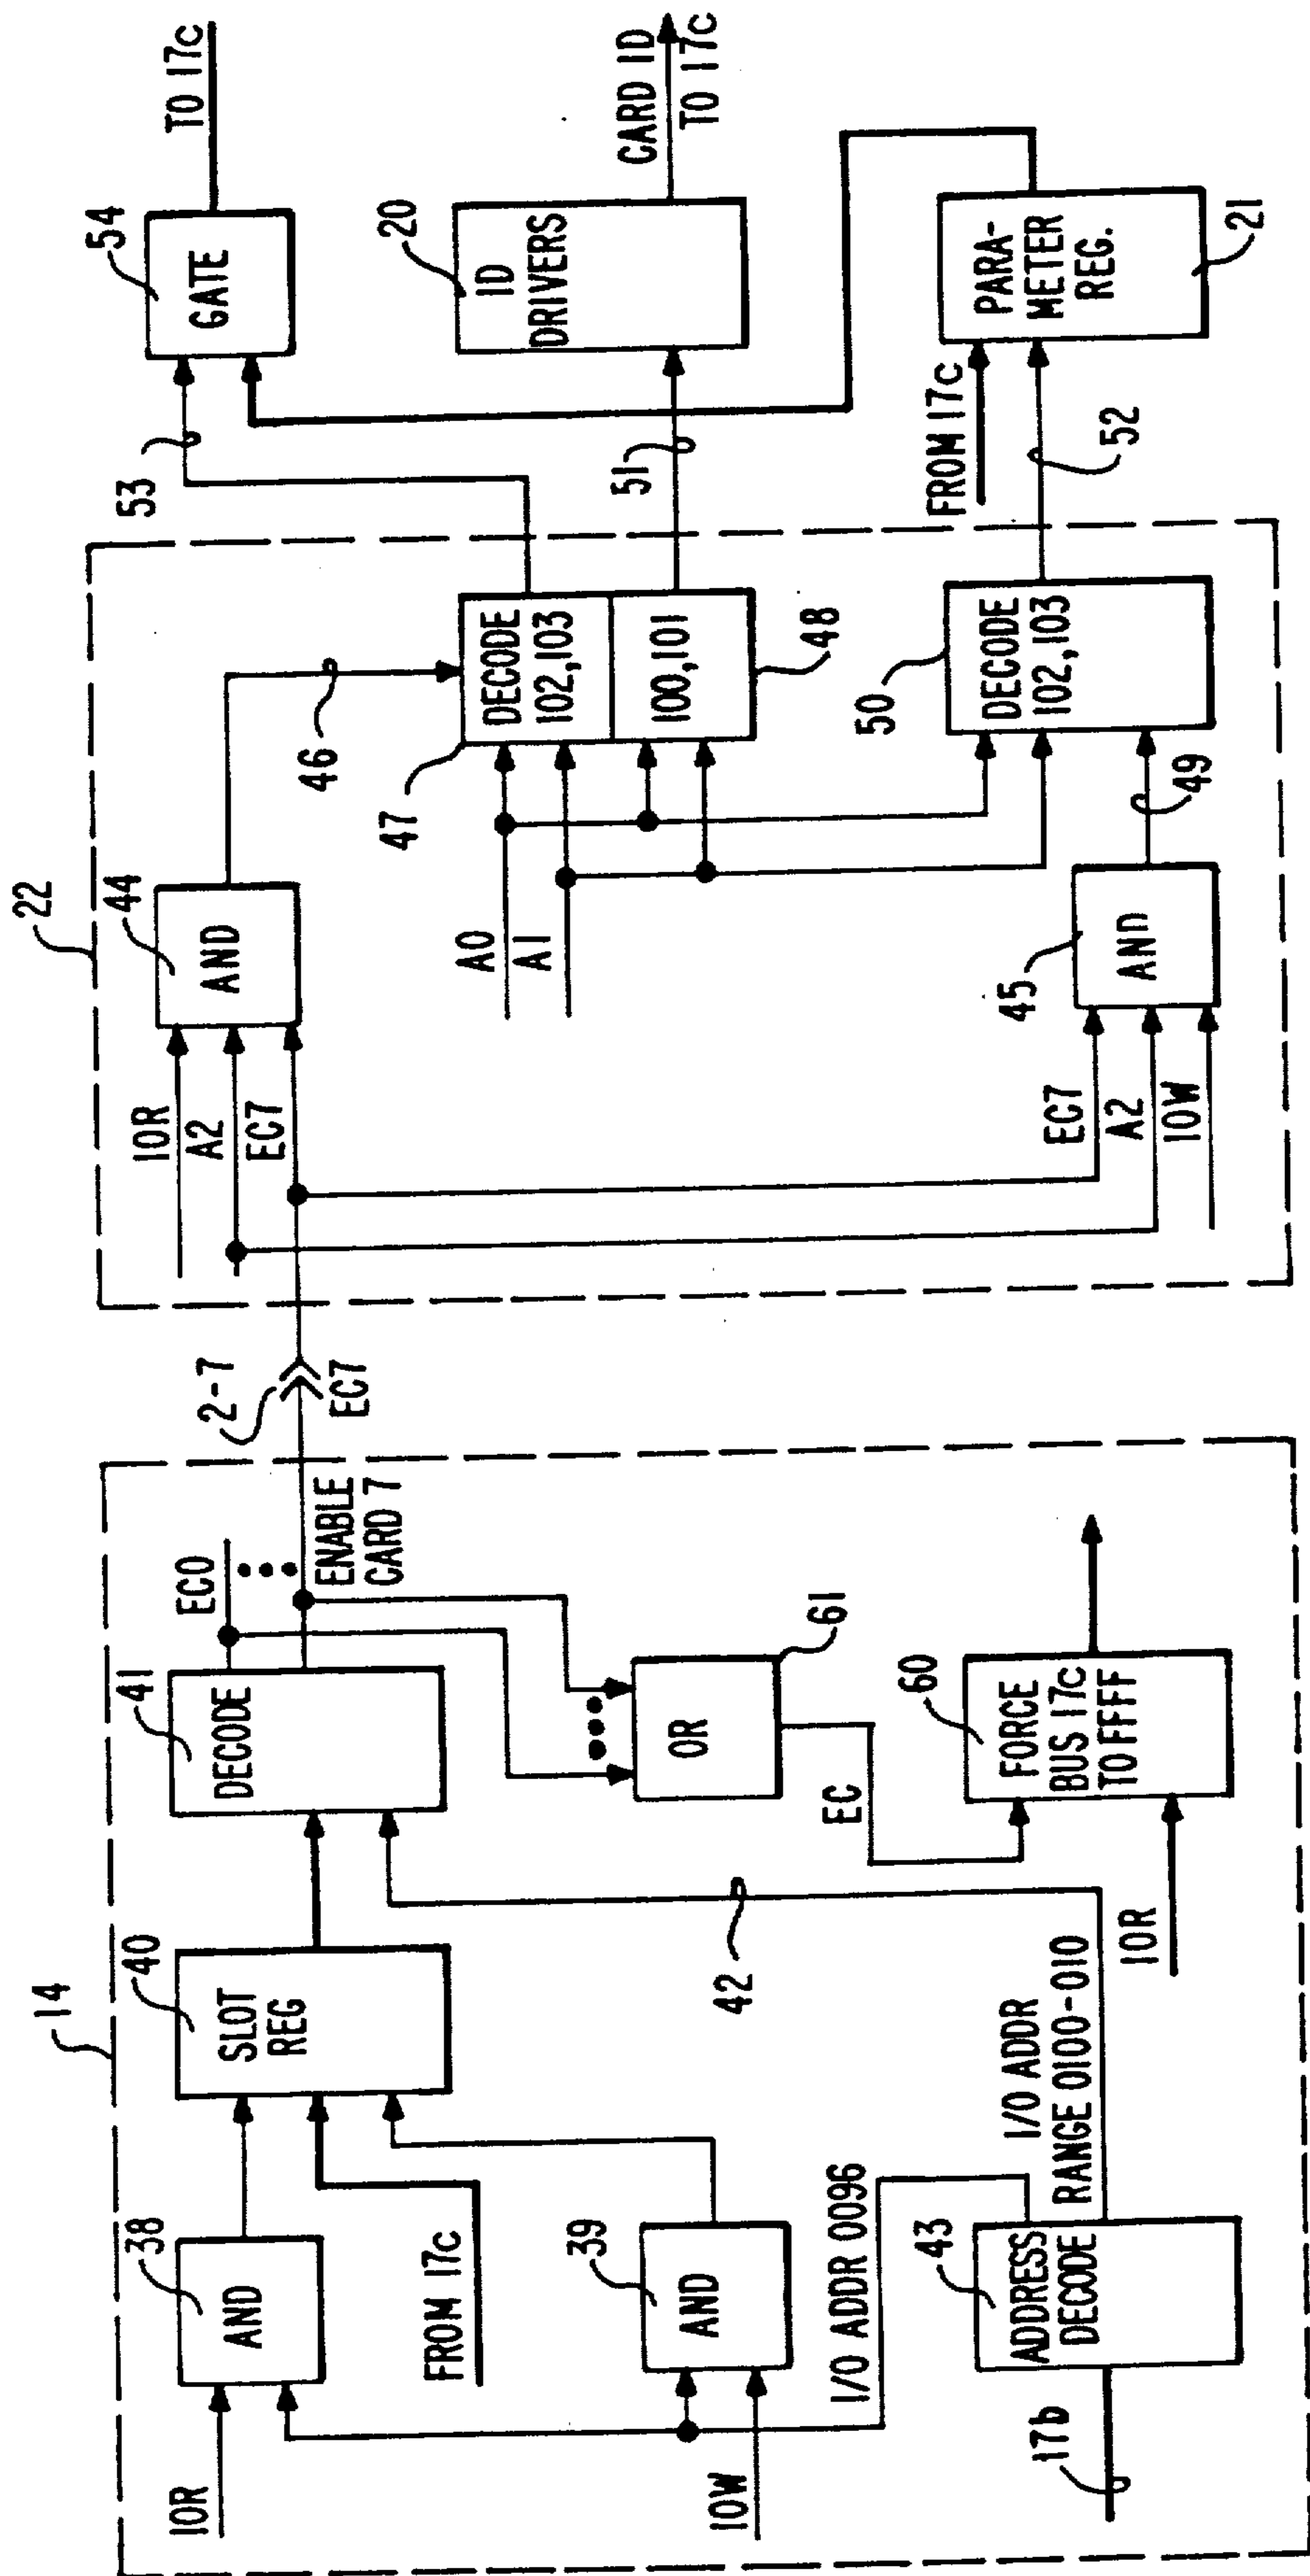 14
IOR
38
AND
FROM 17c
40
SLOT
REG
41
DECODE
EC0
ENABLE
CARD 7
2-7
EC7
IOW
39
AND
I/O ADDR 0096
43
ADDRESS
DECODE
17b
I/O ADDR
RANGE 0100-010
42
OR
61
EC
IOR
60
FORCE
BUS 17c
TO FFFF
22
IOR
A2
EC7
44
AND
46
A0
A1
47
DECODE
102,103
100,101
48
EC7
A2
IOW
45
AND
49
50
DECODE
102,103
53
51
52
FROM 17c
54
GATE
TO 17c
20
ID
DRIVERS
CARD ID
TO 17c
PARA-
METER
REG.
21